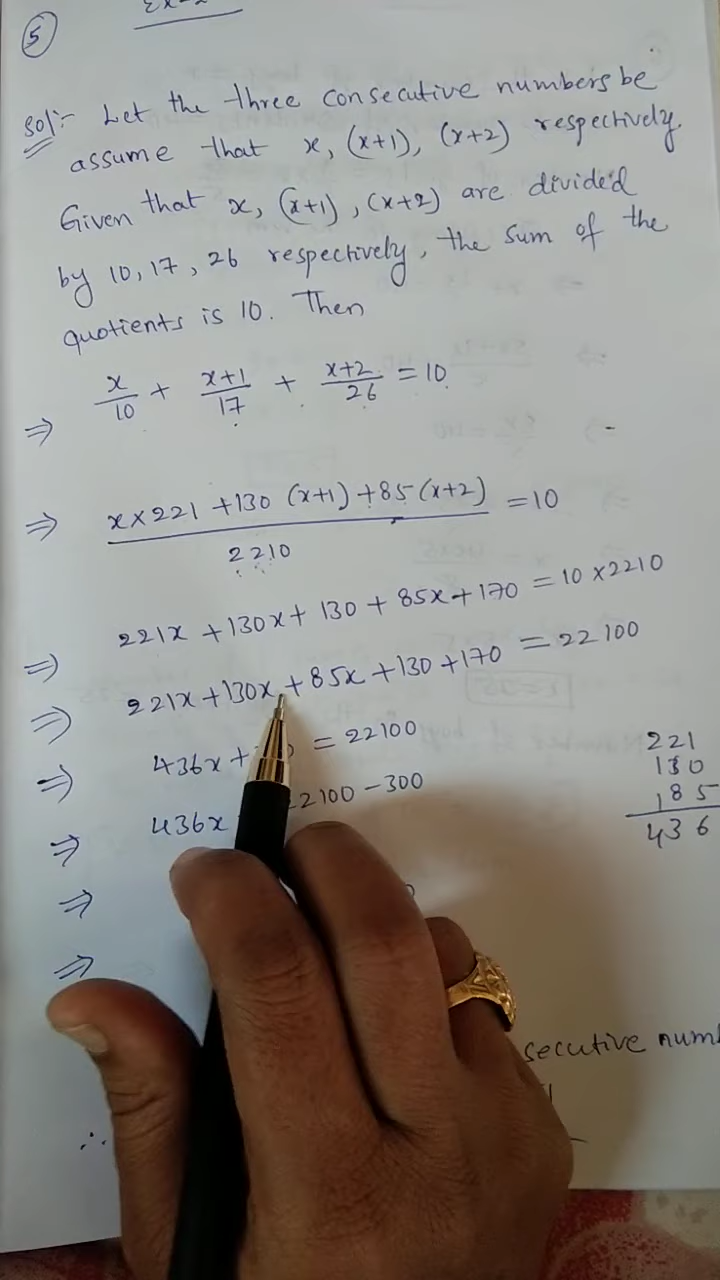 5
Sol:- Let the three consecutive numbers be
assume that x, (x+1), (x+2) respectively.
Given that x, (x+1), (x+2) are divided
by 10, 17, 26 respectively, the sum of the
quotients is 10. Then
⇒ x/10 + (x+1)/17 + (x+2)/26 = 10
⇒ (x×221 + 130 (x+1) + 85 (x+2))/2210 = 10
⇒ 221x + 130x + 130 + 85x + 170 = 10 × 2210
⇒ 221x + 130x + 85x + 130 + 170 = 22100
⇒ 436x + = 22100
⇒ 436x 22100 - 300
221
130
185
436
⇒
⇒
secutive num
∴